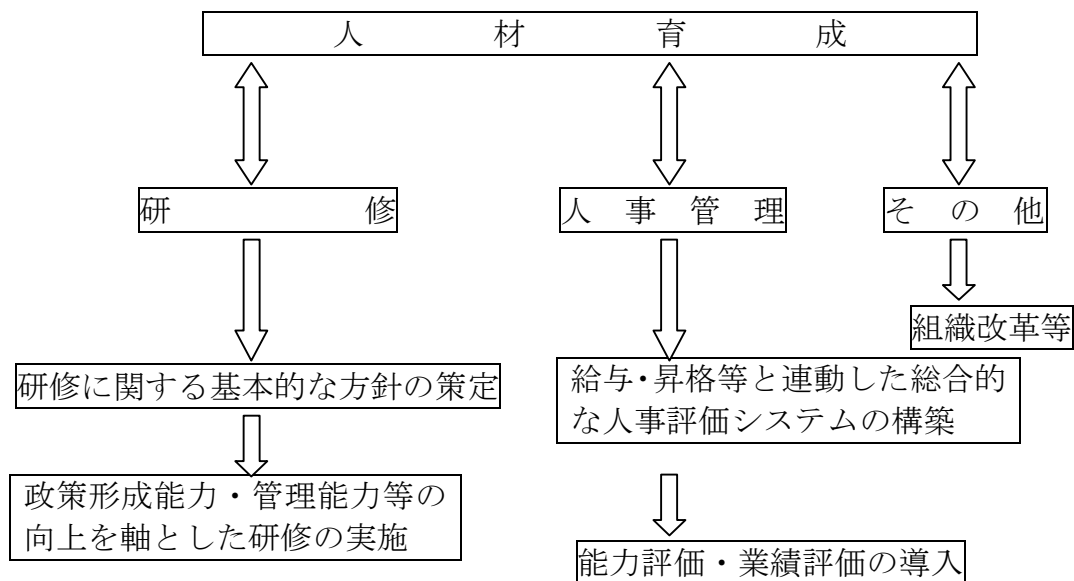 人材育成
研修
人事管理
その他
組織改革等
研修に関する基本的な方針の策定
給与・昇格等と連動した総合的
な人事評価システムの構築
政策形成能力・管理能力等の
向上を軸とした研修の実施
能力評価・業績評価の導入